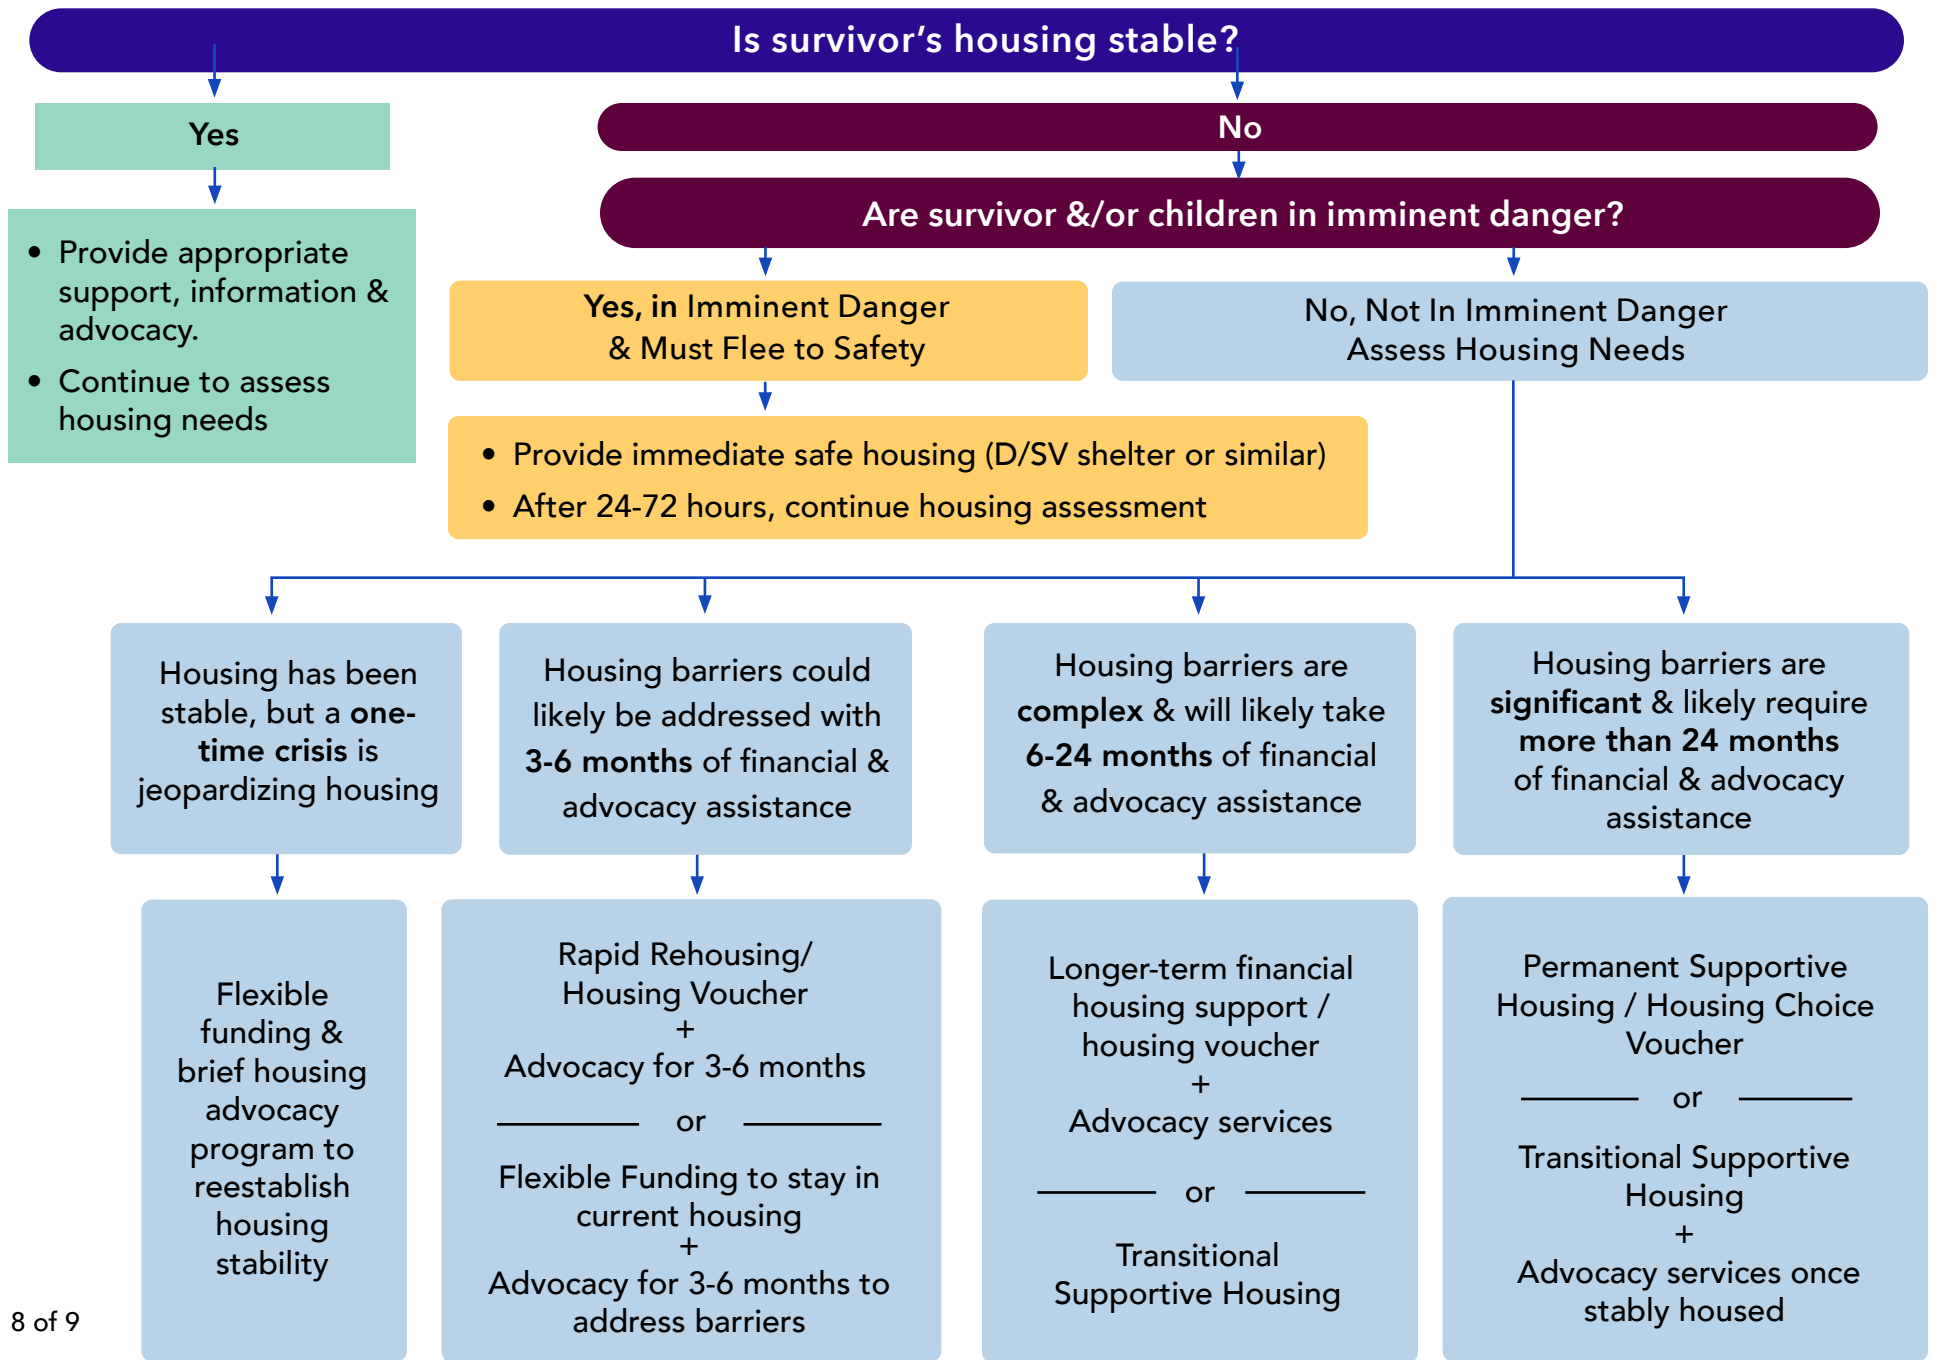 Is survivor’s housing stable?
Yes
• Provide appropriate
support, information &
advocacy.
• Continue to assess
housing needs
No
Are survivor &/or children in imminent danger?
Yes, in Imminent Danger
& Must Flee to Safety
• Provide immediate safe housing (D/SV shelter or similar)
• After 24-72 hours, continue housing assessment
No, Not In Imminent Danger
Assess Housing Needs
Housing has been
stable, but a one-
time crisis is
jeopardizing housing
Flexible
funding &
brief housing
advocacy
program to
reestablish
housing
stability
Housing barriers could
likely be addressed with
3-6 months of financial &
advocacy assistance
Rapid Rehousing/
Housing Voucher
+
Advocacy for 3-6 months
or
Flexible Funding to stay in
current housing
+
Advocacy for 3-6 months to
address barriers
Housing barriers are
complex & will likely take
6-24 months of financial
& advocacy assistance
Longer-term financial
housing support /
housing voucher
+
Advocacy services
or
Transitional
Supportive Housing
Housing barriers are
significant & likely require
more than 24 months
of financial & advocacy
assistance
Permanent Supportive
Housing / Housing Choice
Voucher
or
Transitional Supportive
Housing
+
Advocacy services once
stably housed
8 of 9